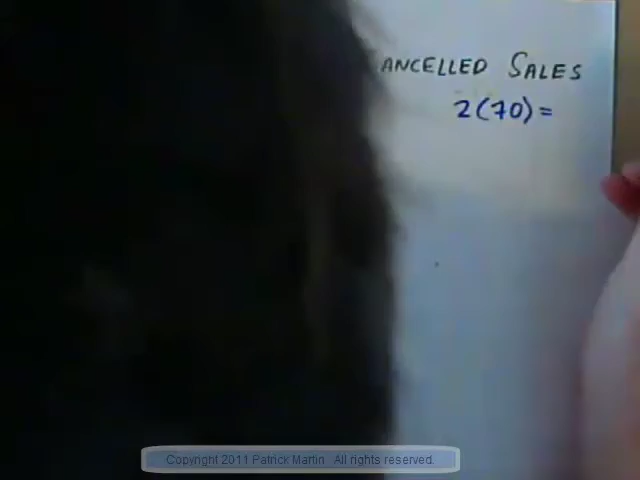 ANCELLED SALES
2(70)=
Copyright 2011 Patrick Martin All rights reserved.